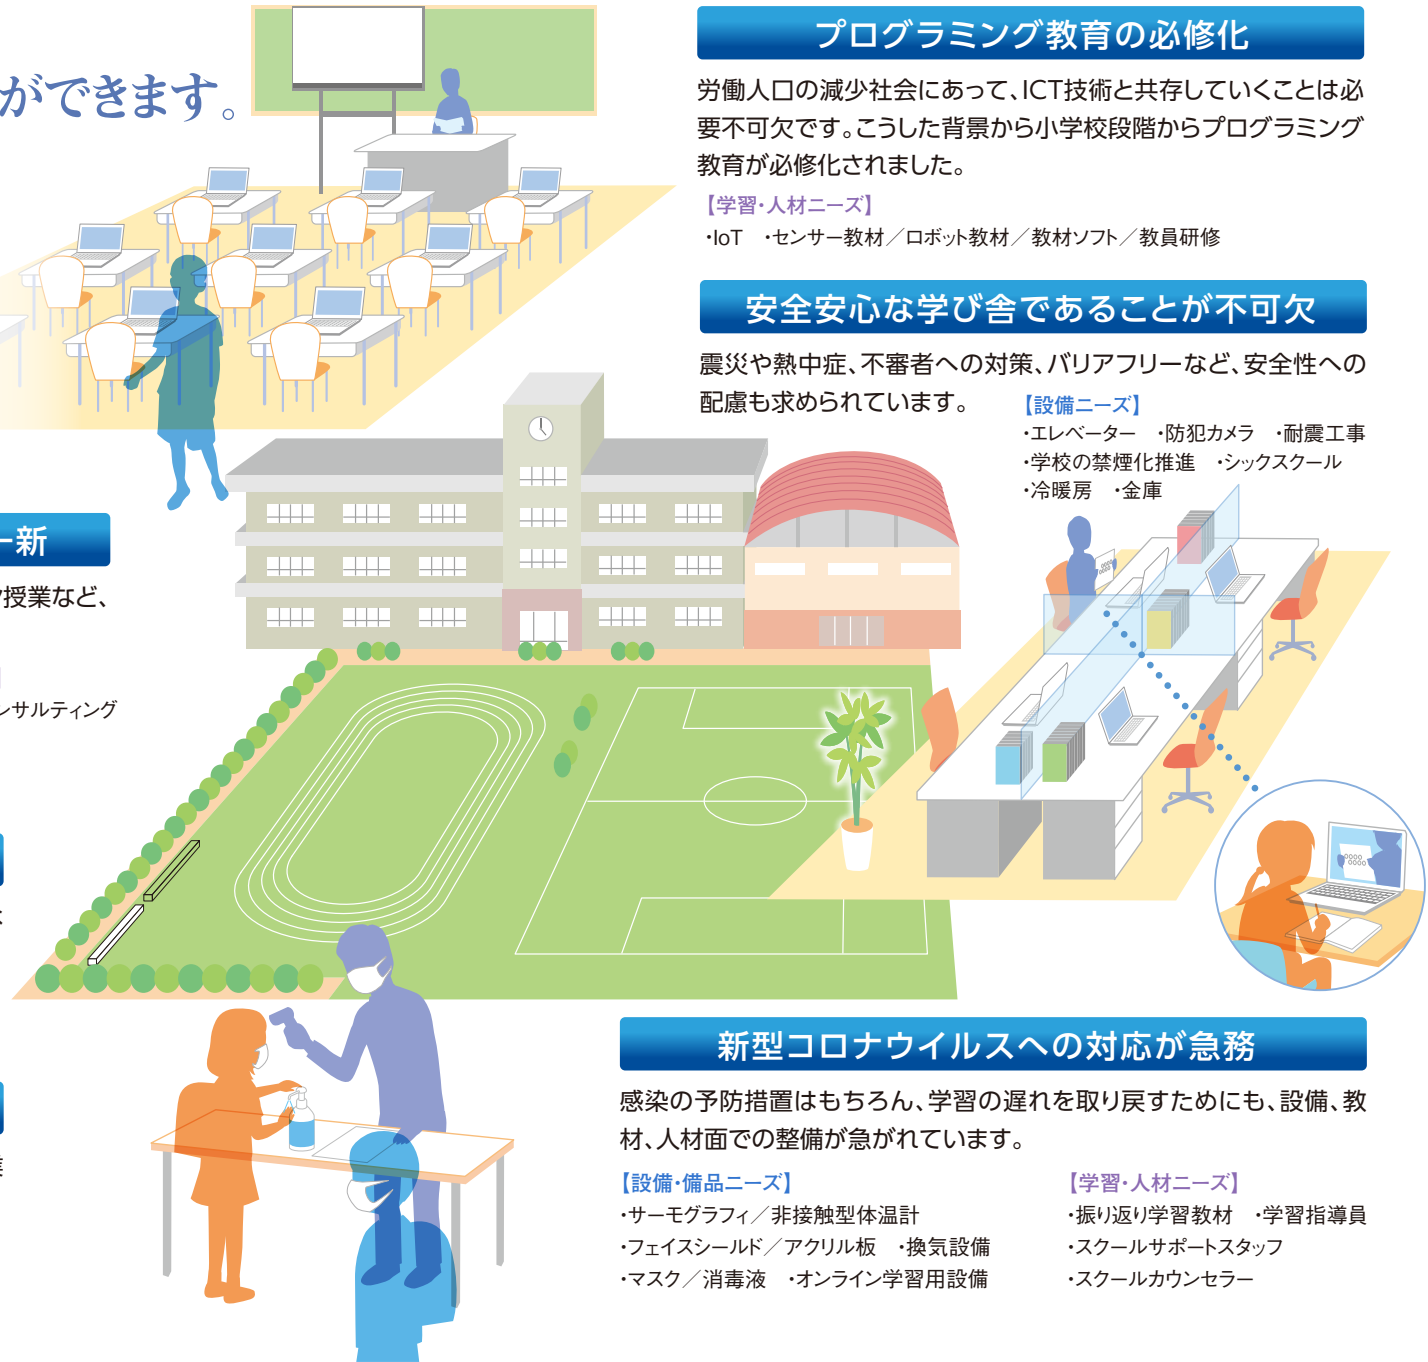 ができます。
プログラミング教育の必修化
労働人口の減少社会にあって、ICT技術と共存していくことは必
要不可欠です。こうした背景から小学校段階からプログラミング
教育が必修化されました。
【学習・人材ニーズ】
・IoT ・センサー教材／ロボット教材／教材ソフト／教員研修
安全安心な学び舎であることが不可欠
震災や熱中症、不審者への対策、バリアフリーなど、安全性への
配慮も求められています。
【設備ニーズ】
・エレベーター ・防犯カメラ ・耐震工事
・学校の禁煙化推進 ・シックスクール
・冷暖房 ・金庫
一新
授業など、
ンサルティング
新型コロナウイルスへの対応が急務
感染の予防措置はもちろん、学習の遅れを取り戻すためにも、設備、教
材、人材面での整備が急がれています。
【設備・備品ニーズ】
・サーモグラフィ／非接触型体温計
・フェイスシールド／アクリル板 ・換気設備
・マスク／消毒液 ・オンライン学習用設備
【学習・人材ニーズ】
・振り返り学習教材 ・学習指導員
・スクールサポートスタッフ
・スクールカウンセラー